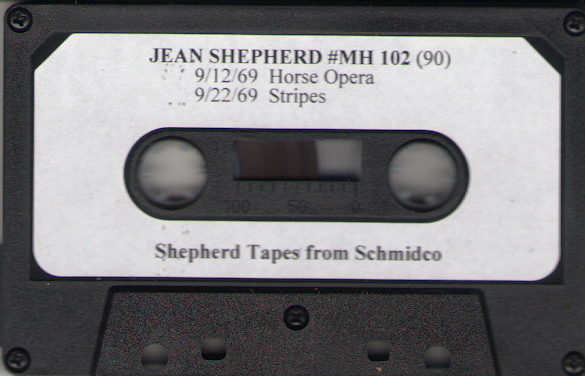 JEAN SHEPHERD #MH 102 (90)
9/12/69 Horse Opera
9/22/69 Stripes
100 50 0
Shepherd Tapes from Schmidco